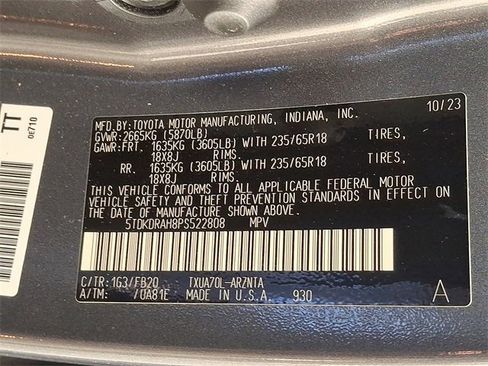 TT
0E710
MFD.BY:TOYOTA MOTOR MANUFACTURING, INDIANA, INC. 10/23
GVWR:2665KG (5870LB)
GAWR:FRT. 1635KG (3605LB) WITH 235/65R18 TIRES,
18X8J RIMS.
RR. 1635KG (3605LB) WITH 235/65R18 TIRES,
18X8J RIMS.
THIS VEHICLE CONFORMS TO ALL APPLICABLE FEDERAL MOTOR
VEHICLE SAFETY AND THEFT PREVENTION STANDARDS IN EFFECT
ON THE DATE OF MANUFACTURE SHOWN ABOVE.
5TDKDRAH8PS522808 MPV
C/TR:1G3/FB20 TXUA70L-ARZNTA
A/TM: /UA81E MADE IN U.S.A. 930 A